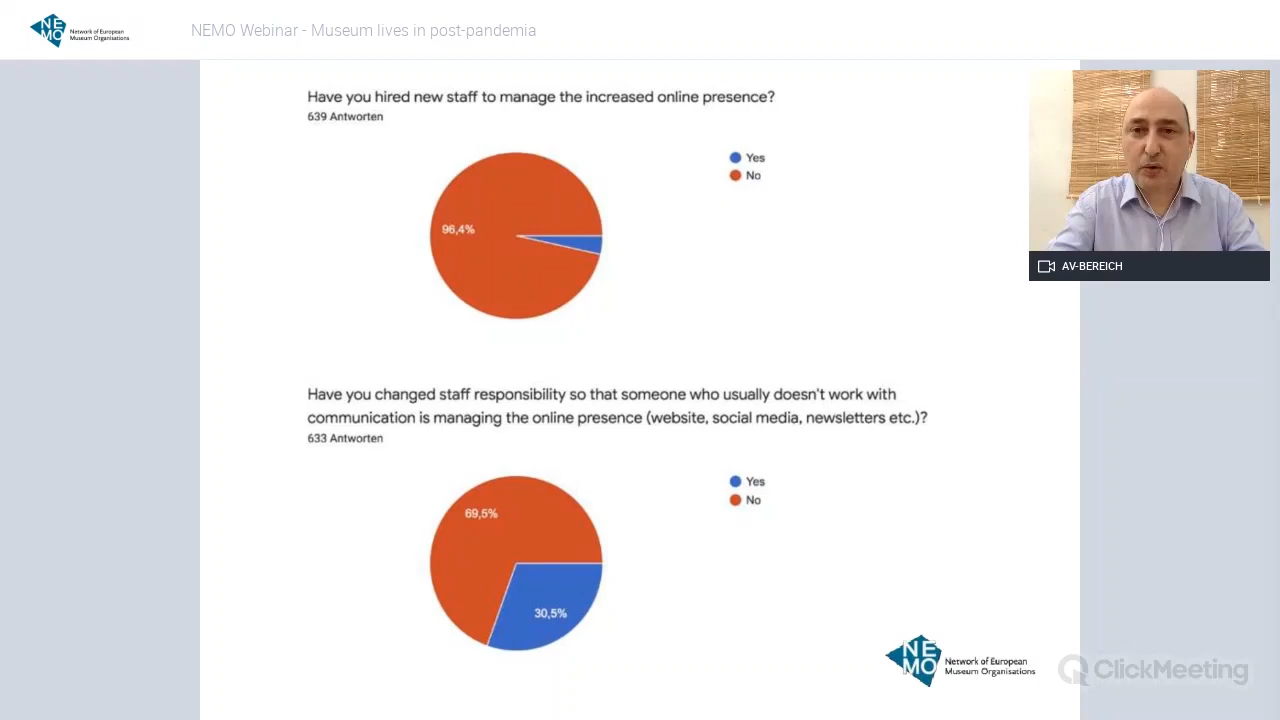 NEMO
Network of European
Museum Organisations
NEMO Webinar - Museum lives in post-pandemia
Have you hired new staff to manage the increased online presence?
639 Antworten
Yes
No
96,4%
AV-BEREICH
Have you changed staff responsibility so that someone who usually doesn't work with
communication is managing the online presence (website, social media, newsletters etc.)?
633 Antworten
Yes
No
69,5%
30,5%
NE
MO
Network of European
Museum Organisations
ClickMeeting